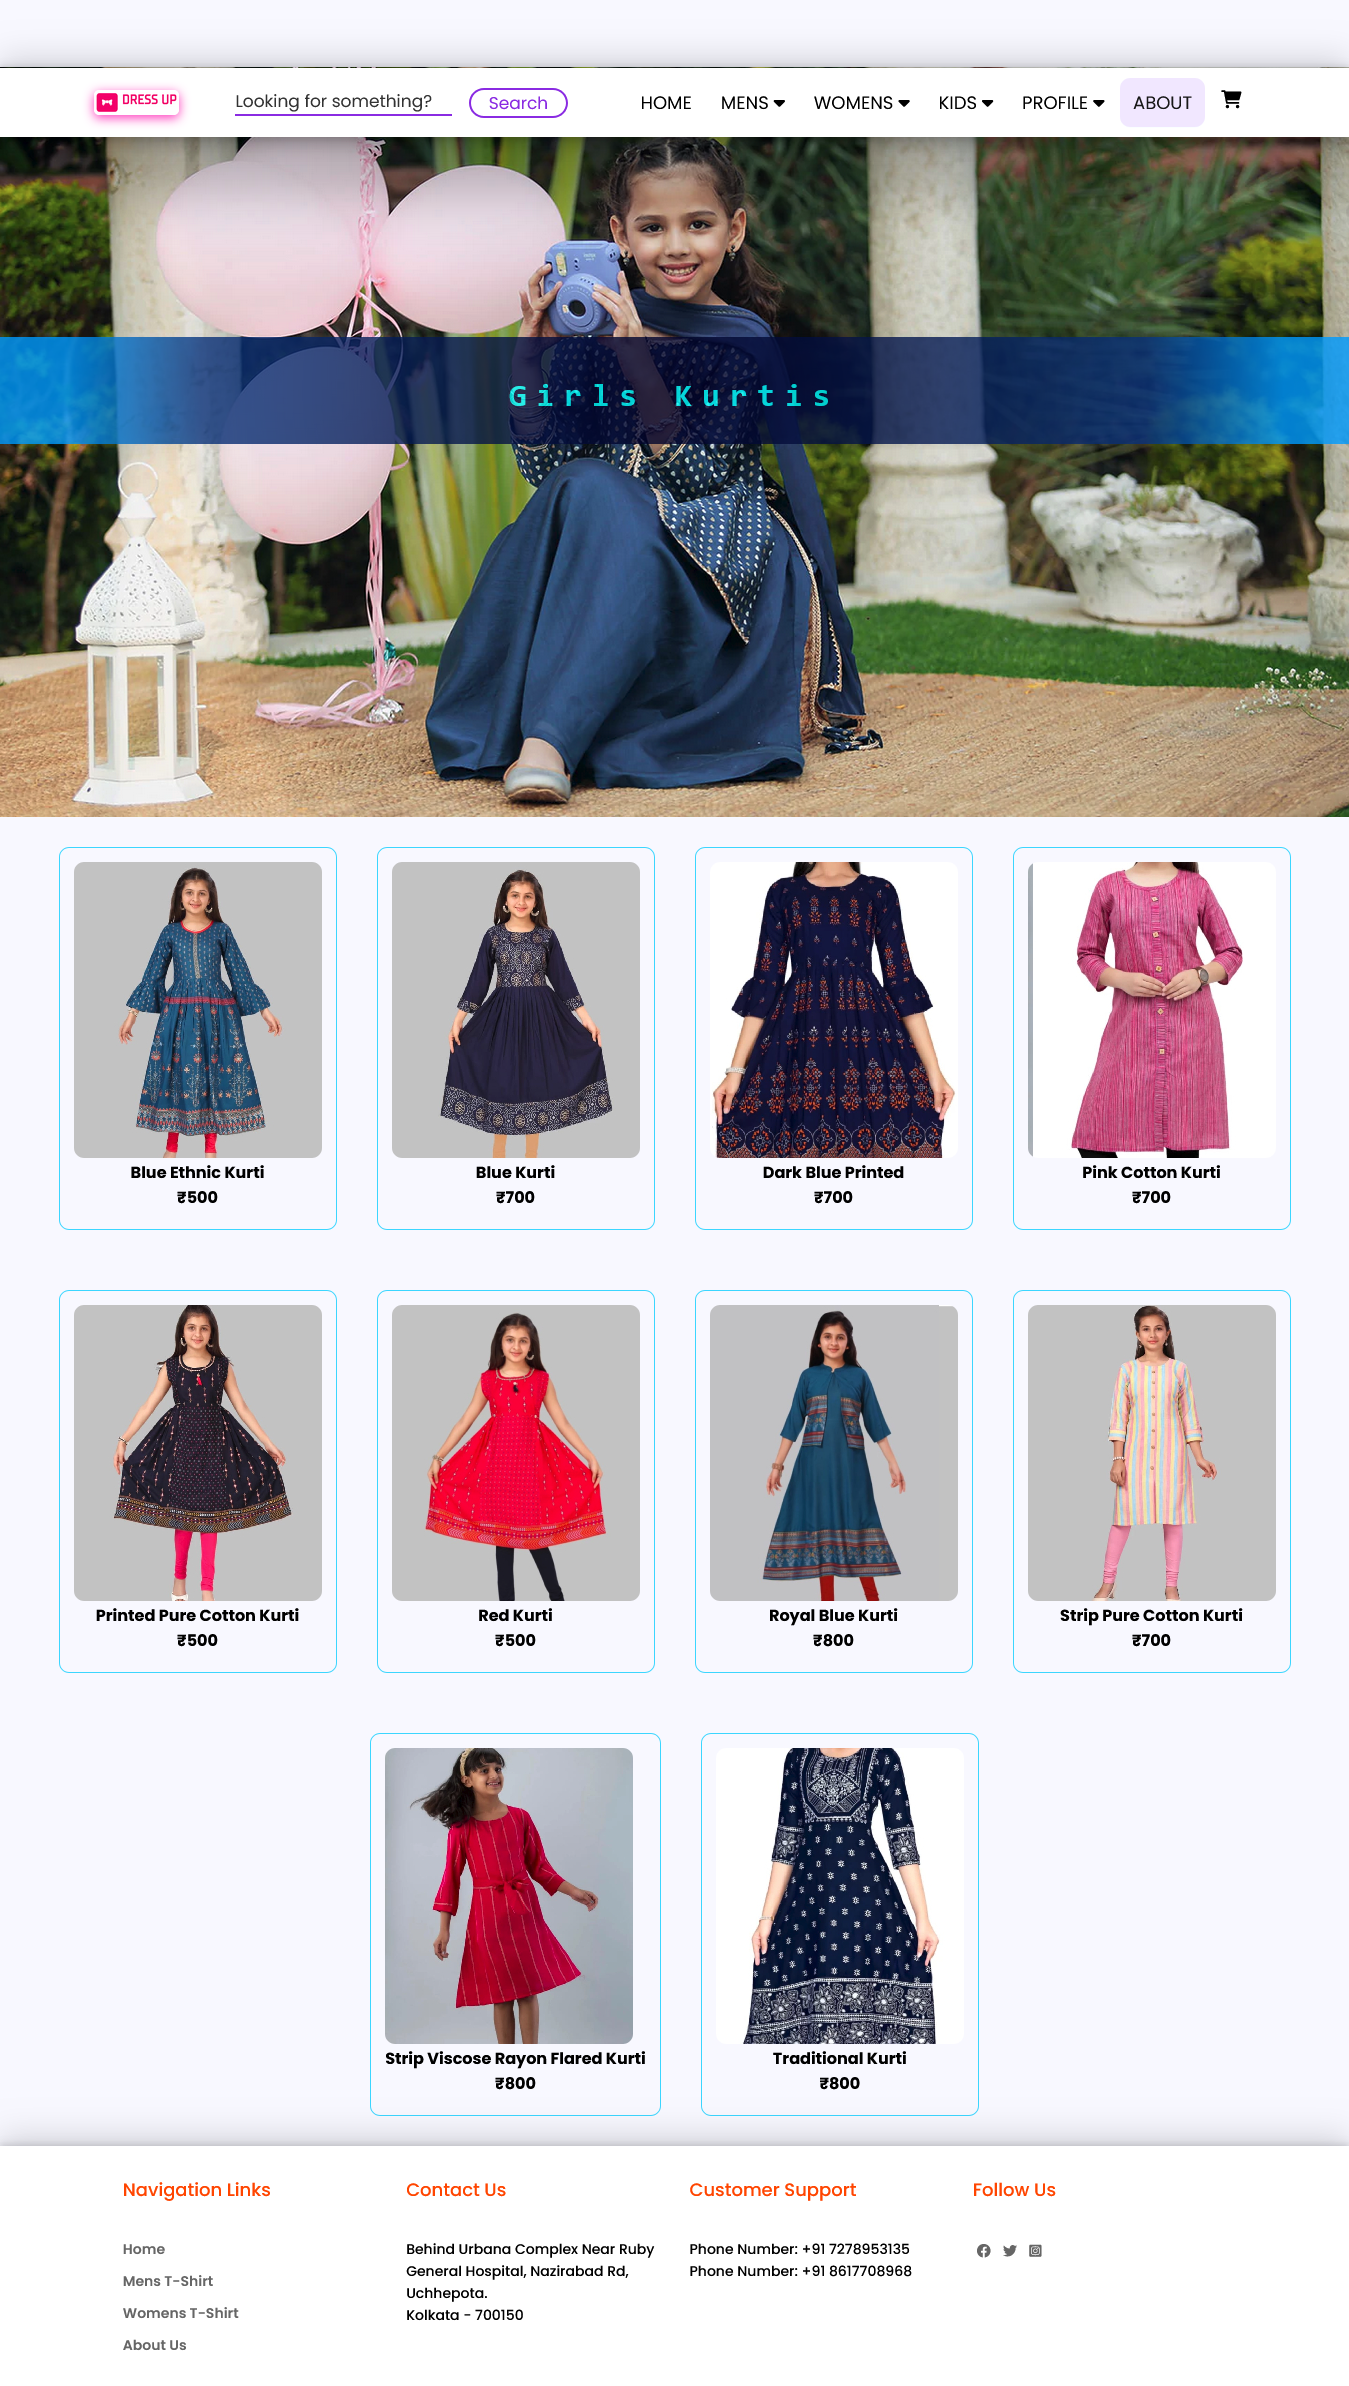 DRESS UP
Looking for something?
Search
HOME
MENS
WOMENS
KIDS
PROFILE
ABOUT
Girls Kurtis
Blue Ethnic Kurti
₹500
Blue Kurti
₹700
Dark Blue Printed
₹700
Pink Cotton Kurti
₹700
Printed Pure Cotton Kurti
₹500
Red Kurti
₹500
Royal Blue Kurti
₹800
Strip Pure Cotton Kurti
₹700
Strip Viscose Rayon Flared Kurti
₹800
Traditional Kurti
₹800
Navigation Links
Home
Mens T-Shirt
Womens T-Shirt
About Us
Contact Us
Behind Urbana Complex Near Ruby
General Hospital, Nazirabad Rd,
Uchhepota.
Kolkata - 700150
Customer Support
Phone Number: +91 7278953135
Phone Number: +91 8617708968
Follow Us